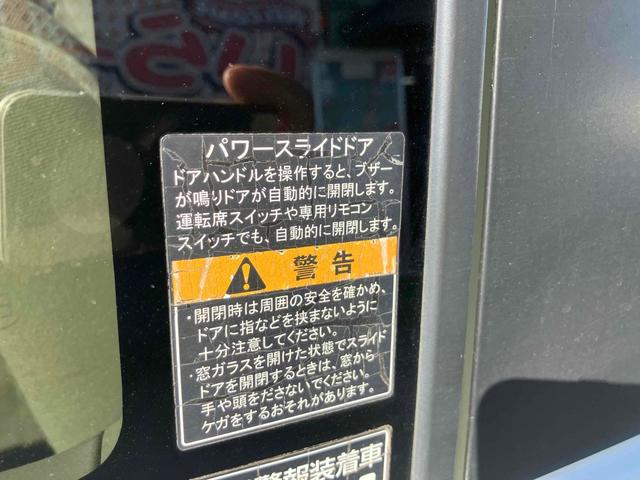 パワースライドドア
ドアハンドルを操作すると、ブザー
が鳴りドアが自動的に開閉します。
運転席スイッチや専用リモコン
スイッチでも、自動的に開閉します。
警告
・開閉時は周囲の安全を確かめ、
ドアに指などを挟まないように
十分注意してください。
・窓ガラスを開けた状態でスライド
ドアを開閉するときは、窓から
手や頭をださないでください。
ケガをするおそれがあります。
警報装着車